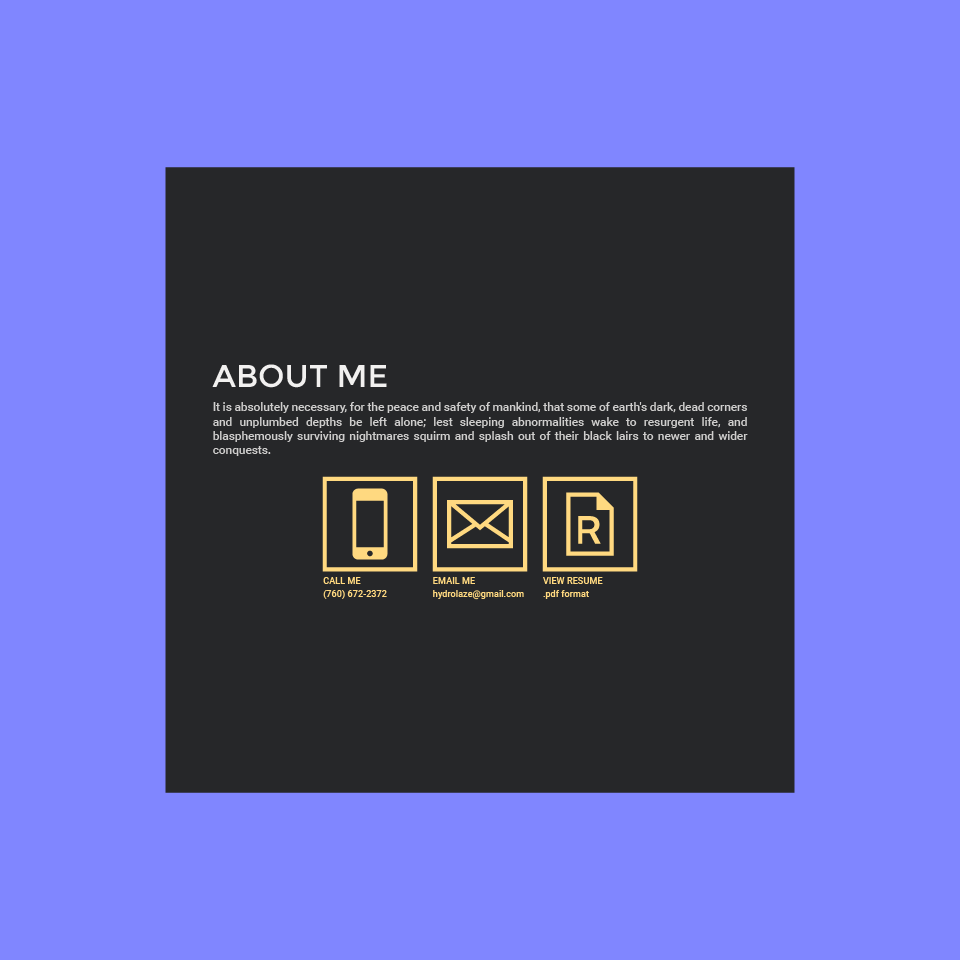 ABOUT ME
It is absolutely necessary, for the peace and safety of mankind, that some of earth's dark, dead corners
and unplumbed depths be left alone; lest sleeping abnormalities wake to resurgent life, and
blasphemously surviving nightmares squirm and splash out of their black lairs to newer and wider
conquests.
R
CALL ME EMAIL ME VIEW RESUME
(760) 672-2372 hydrolaze@gmail.com .pdf format